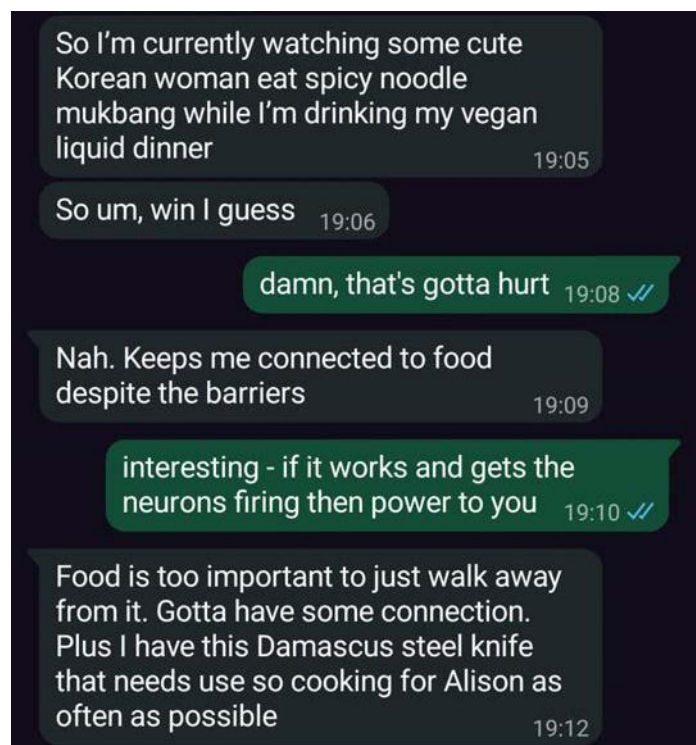 So I’m currently watching some cute
Korean woman eat spicy noodle
mukbang while I’m drinking my vegan
liquid dinner
19:05
So um, win I guess 19:06
damn, that's gotta hurt 19:08
Nah. Keeps me connected to food
despite the barriers
19:09
interesting - if it works and gets the
neurons firing then power to you 19:10
Food is too important to just walk away
from it. Gotta have some connection.
Plus I have this Damascus steel knife
that needs use so cooking for Alison as
often as possible
19:12